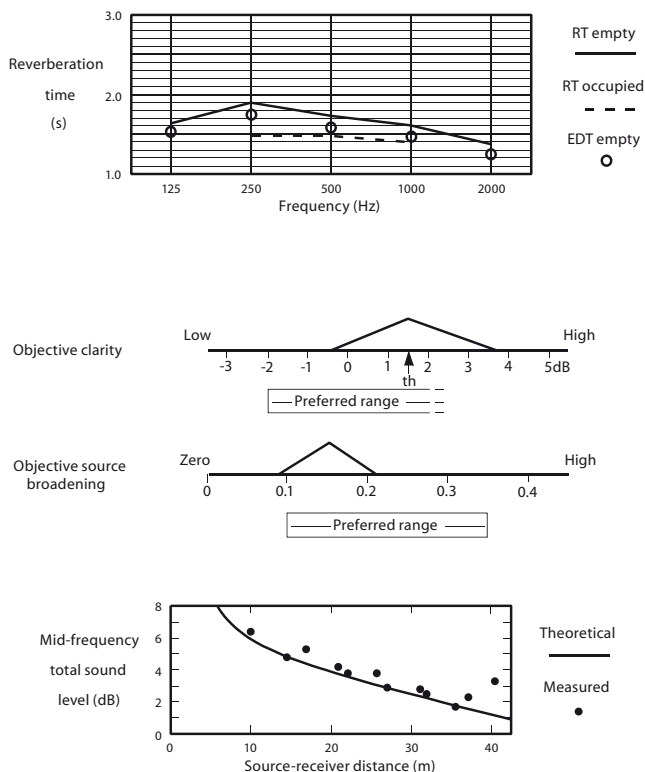 3.0
RT empty
Reverberation
time
(s)
2.0
RT occupied
EDT empty
1.0
125 250 500 1000 2000
Frequency (Hz)
Low High
Objective clarity
-3 -2 -1 0 1 2 3 4 5dB
th
Preferred range
Zero High
Objective source
broadening
0 0.1 0.2 0.3 0.4
Preferred range
8
Mid-frequency
total sound
level (dB)
6
4
2
0
Theoretical
Measured
0 10 20 30 40
Source-receiver distance (m)